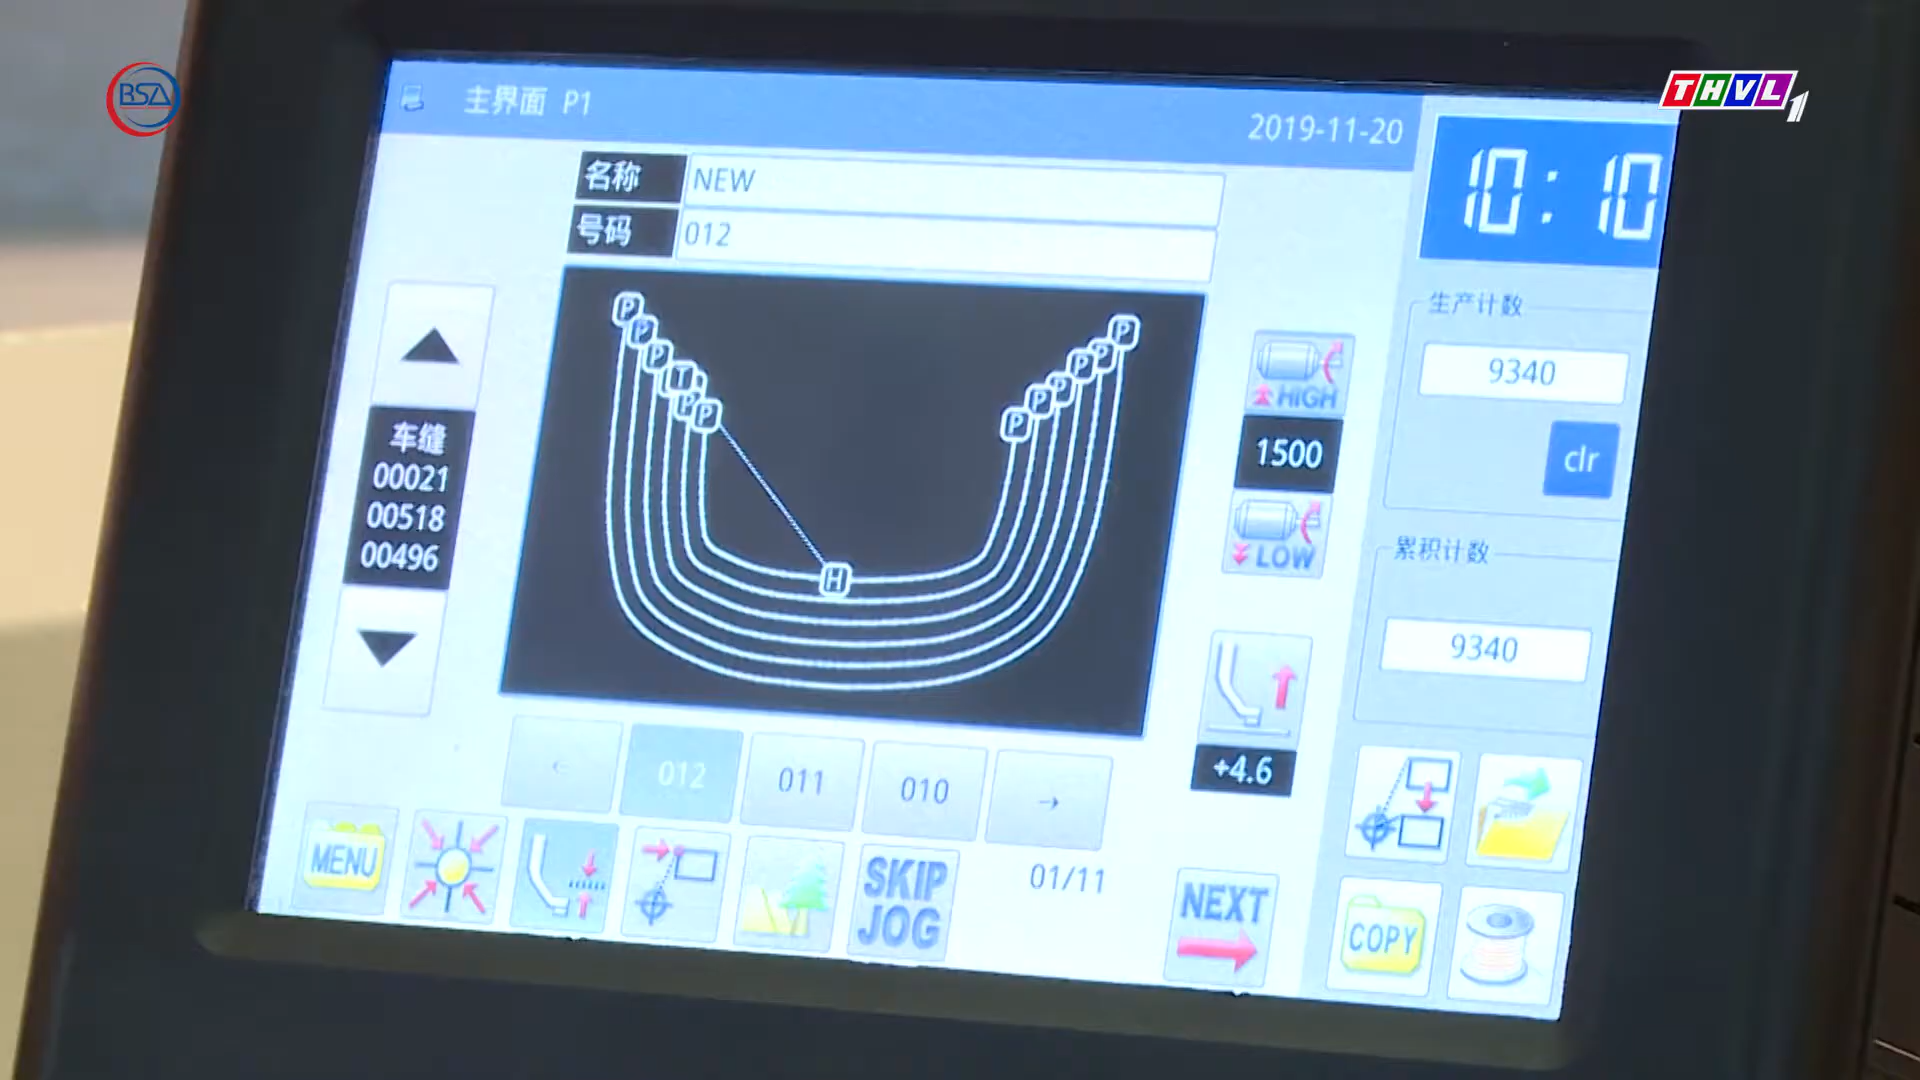 BSA
THVL1
主界面 P1
2019-11-20
10:10
名称 NEW
号码 012
生产计数
9340
clr
累积计数
9340
车缝
00021
00518
00496
P
P
P
T
P
P
H
P
P
P
P
P
P
HIGH
1500
LOW
+4.6
←
012
011
010
→
01/11
MENU
SKIP
JOG
NEXT
COPY